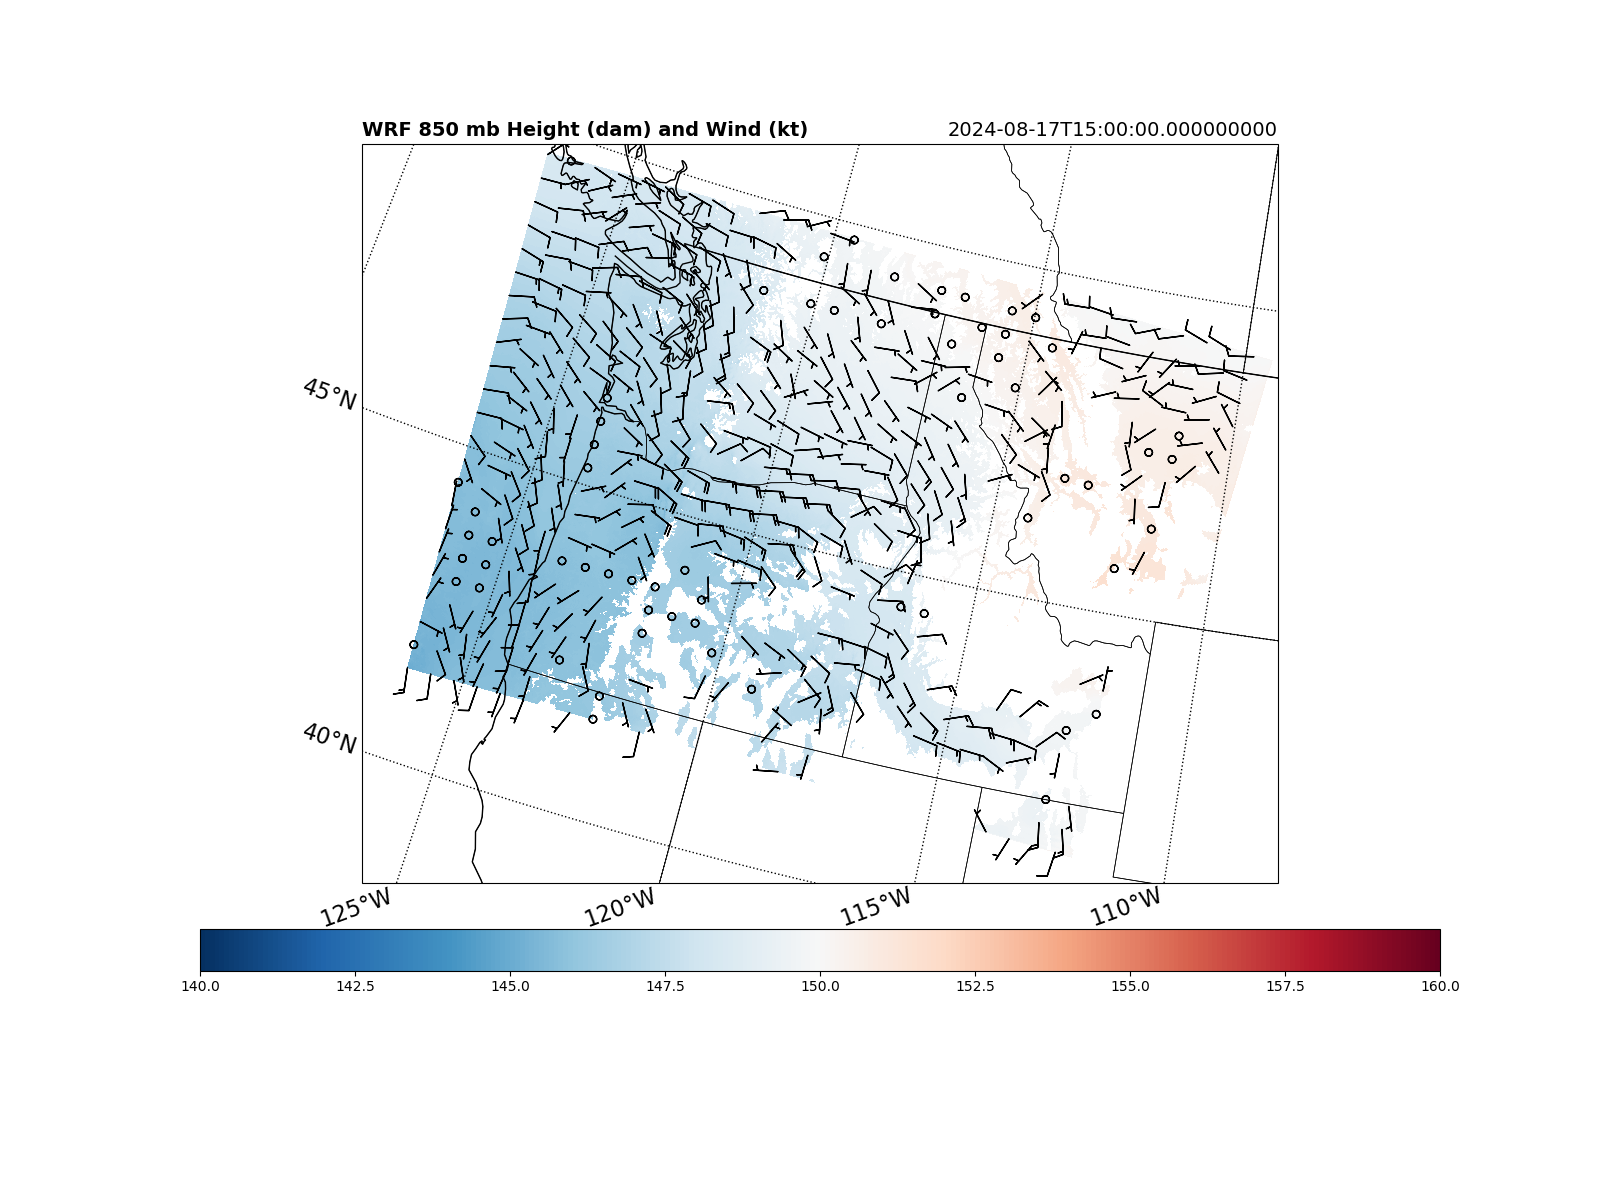 WRF 850 mb Height (dam) and Wind (kt) 2024-08-17T15:00:00.000000000
45°N
40°N
125°W 120°W 115°W 110°W
140.0 142.5 145.0 147.5 150.0 152.5 155.0 157.5 160.0